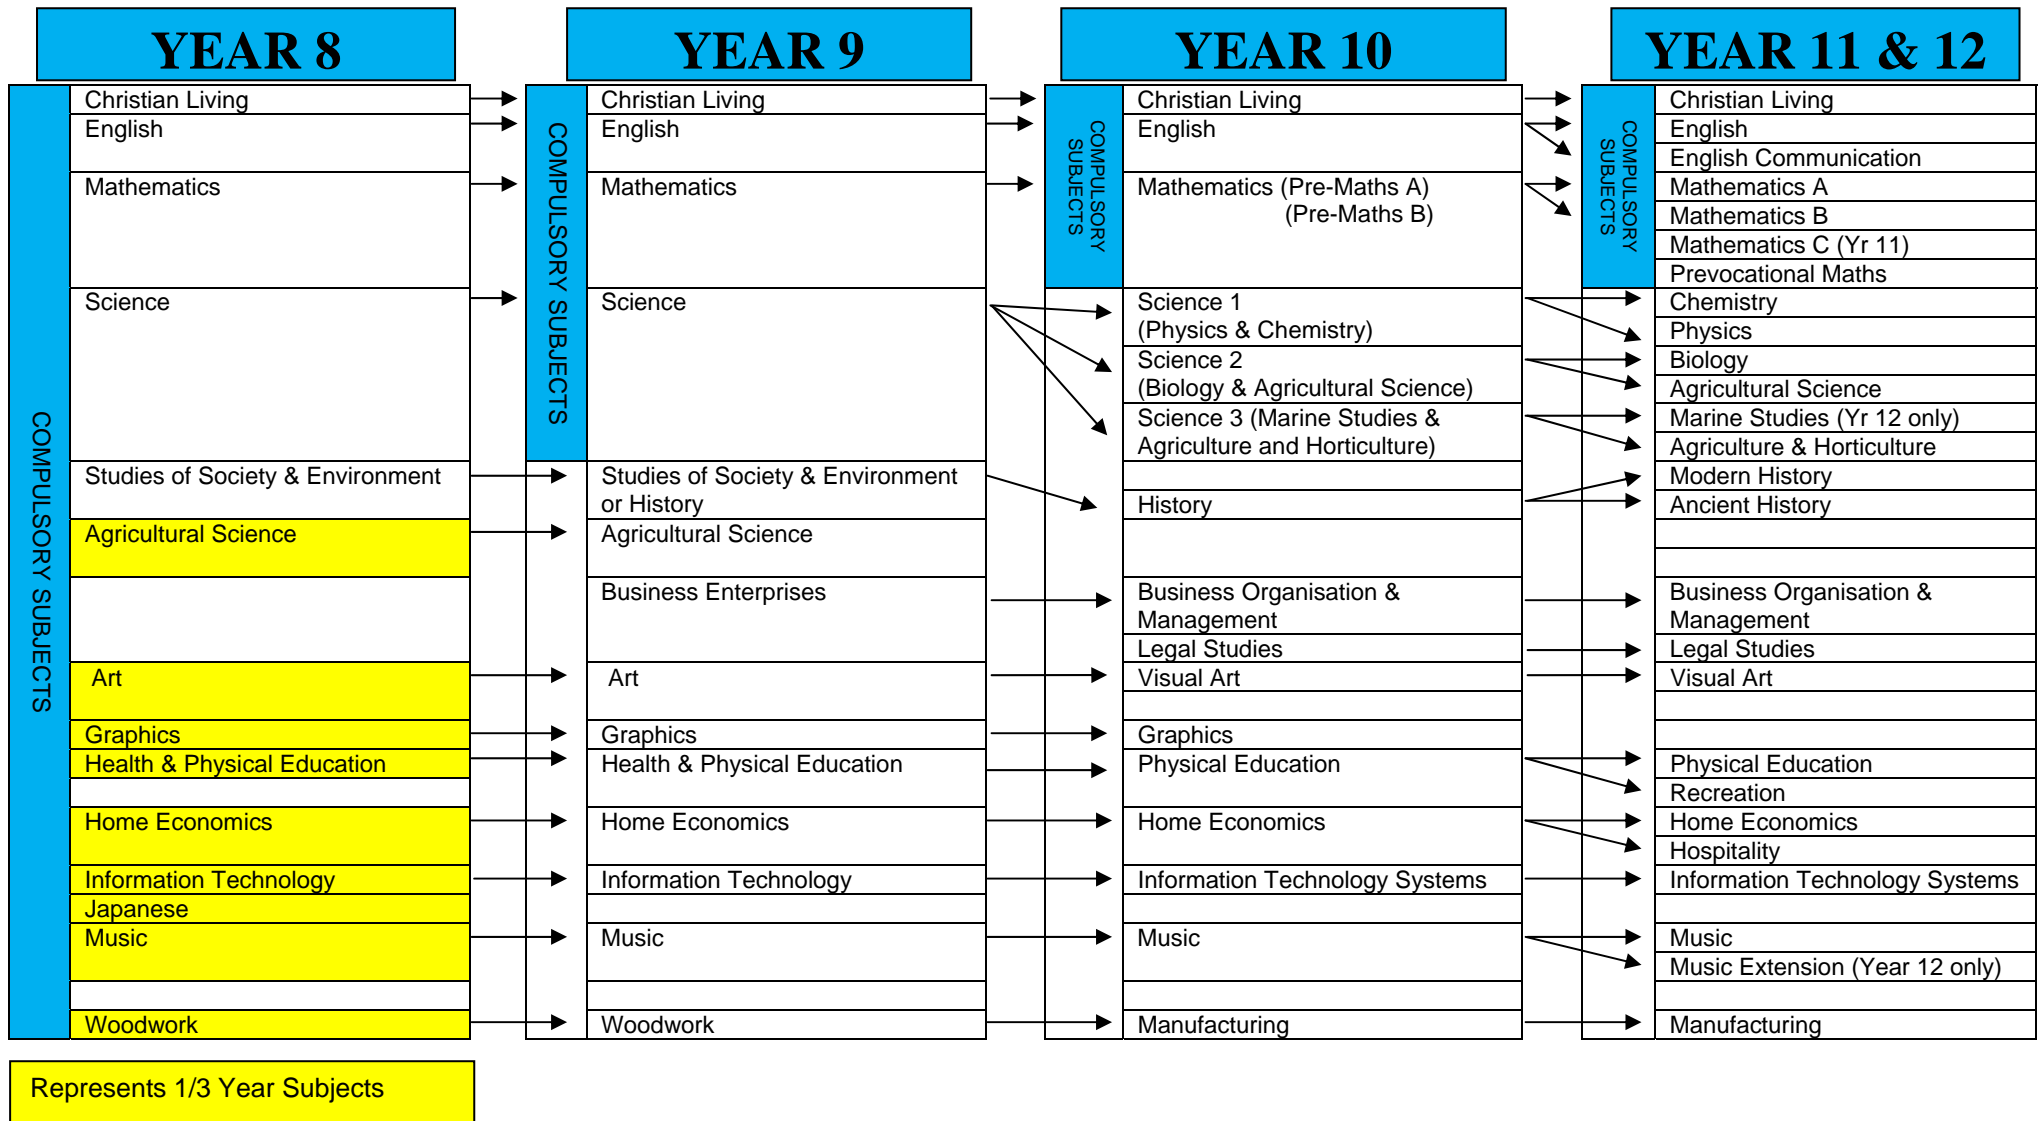 YEAR 8
YEAR 9
YEAR 10
YEAR 11 & 12
COMPULSORY SUBJECTS
Christian Living
English
Mathematics
Science
Studies of Society & Environment
Agricultural Science
Art
Graphics
Health & Physical Education
Home Economics
Information Technology
Japanese
Music
Woodwork
COMPULSORY SUBJECTS
Christian Living
English
Mathematics
Science
Studies of Society & Environment
or History
Agricultural Science
Business Enterprises
Art
Graphics
Health & Physical Education
Home Economics
Information Technology
Music
Woodwork
COMPULSORY
SUBJECTS
Christian Living
English
Mathematics (Pre-Maths A)
(Pre-Maths B)
Science 1
(Physics & Chemistry)
Science 2
(Biology & Agricultural Science)
Science 3 (Marine Studies &
Agriculture and Horticulture)
History
Business Organisation &
Management
Legal Studies
Visual Art
Graphics
Physical Education
Home Economics
Information Technology Systems
Music
Manufacturing
COMPULSORY
SUBJECTS
Christian Living
English
English Communication
Mathematics A
Mathematics B
Mathematics C (Yr 11)
Prevocational Maths
Chemistry
Physics
Biology
Agricultural Science
Marine Studies (Yr 12 only)
Agriculture & Horticulture
Modern History
Ancient History
Business Organisation &
Management
Legal Studies
Visual Art
Physical Education
Recreation
Home Economics
Hospitality
Information Technology Systems
Music
Music Extension (Year 12 only)
Manufacturing
Represents 1/3 Year Subjects